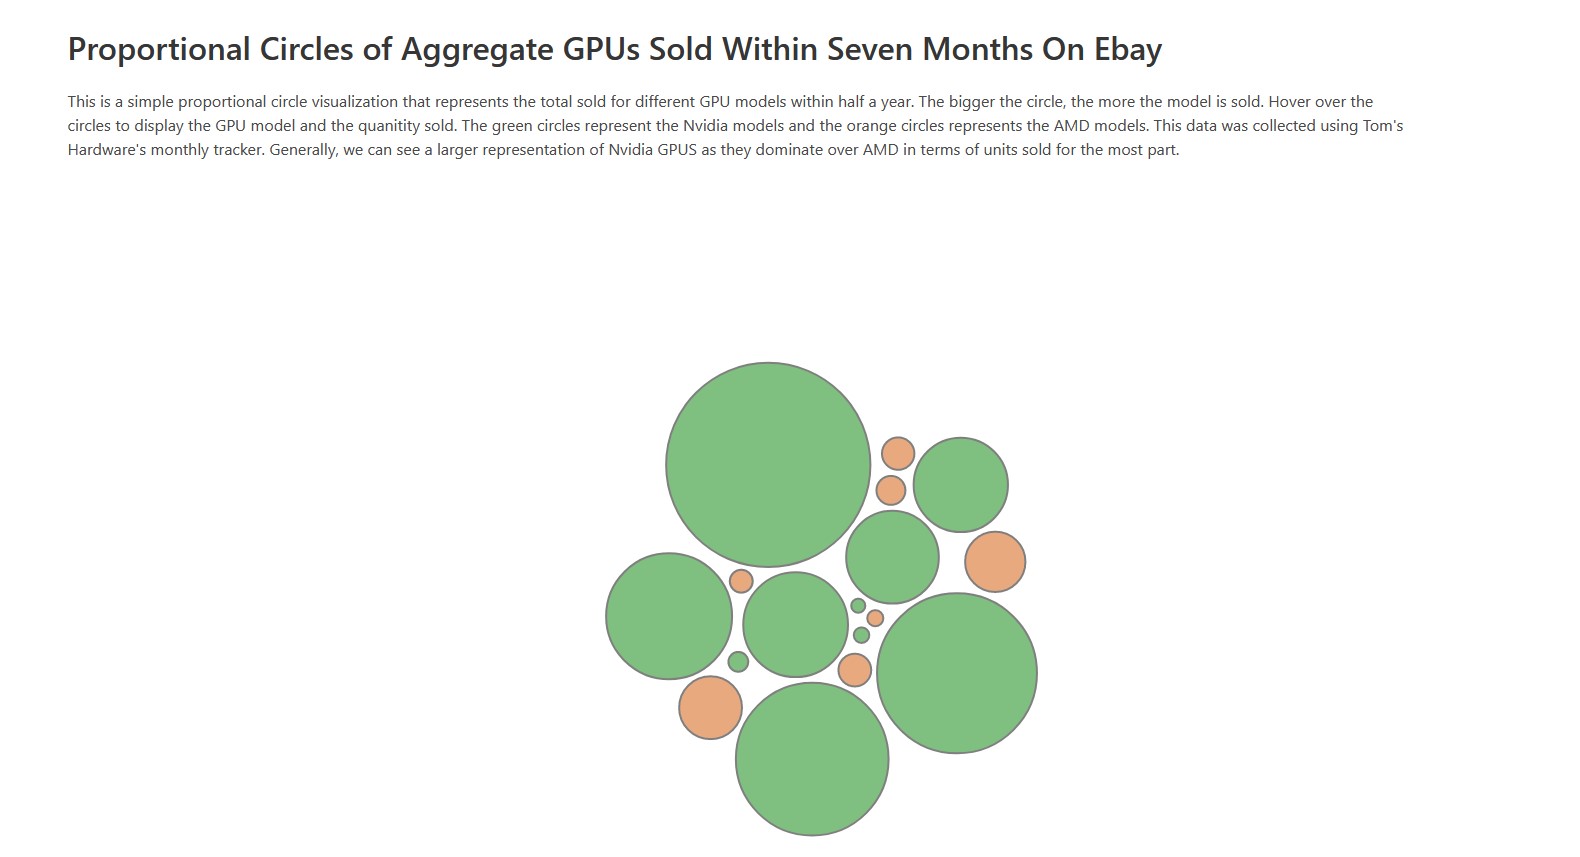 Proportional Circles of Aggregate GPUs Sold Within Seven Months On Ebay
This is a simple proportional circle visualization that represents the total sold for different GPU models within half a year. The bigger the circle, the more the model is sold. Hover over the
circles to display the GPU model and the quanitity sold. The green circles represent the Nvidia models and the orange circles represents the AMD models. This data was collected using Tom's
Hardware's monthly tracker. Generally, we can see a larger representation of Nvidia GPUS as they dominate over AMD in terms of units sold for the most part.